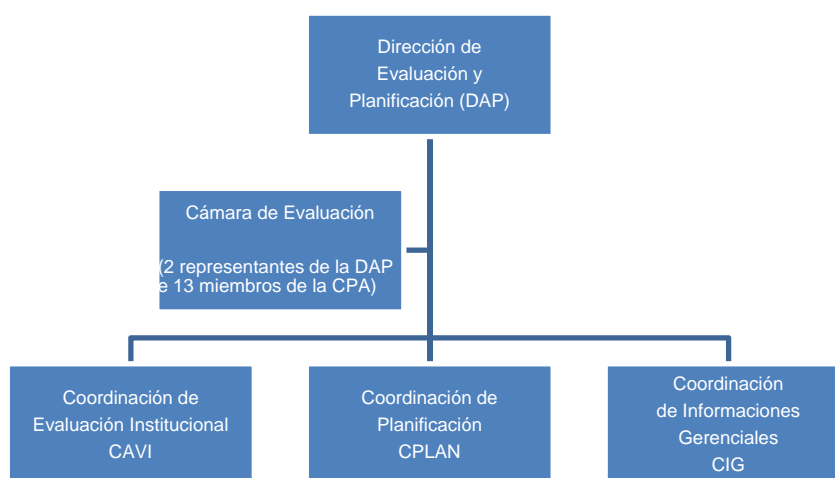 Dirección de
Evaluación y
Planificación (DAP)
Cámara de Evaluación
(2 representantes de la DAP
e 13 miembros de la CPA)
Coordinación de
Evaluación Institucional
CAVI
Coordinación de
Planificación
CPLAN
Coordinación
de Informaciones
Gerenciales
CIG